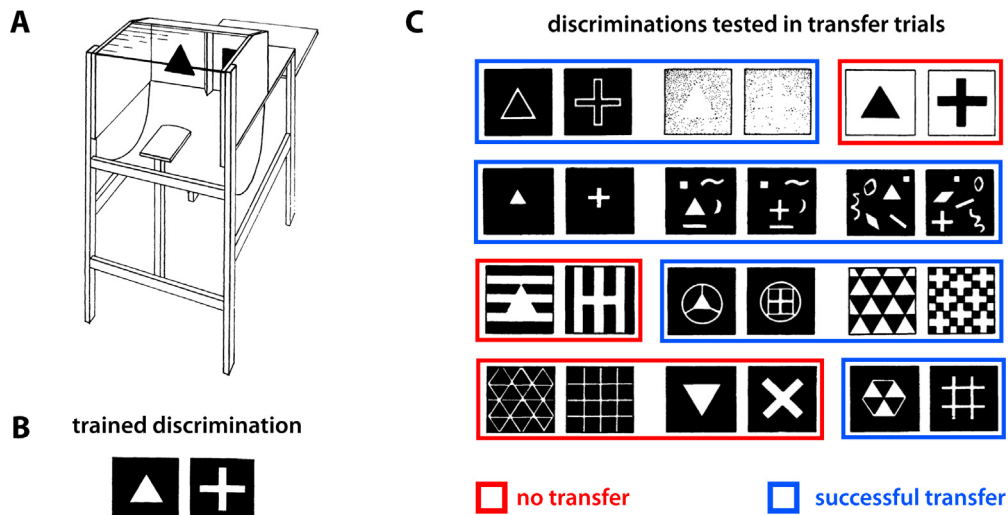 A
B
trained discrimination
C
discriminations tested in transfer trials
no transfer
successful transfer